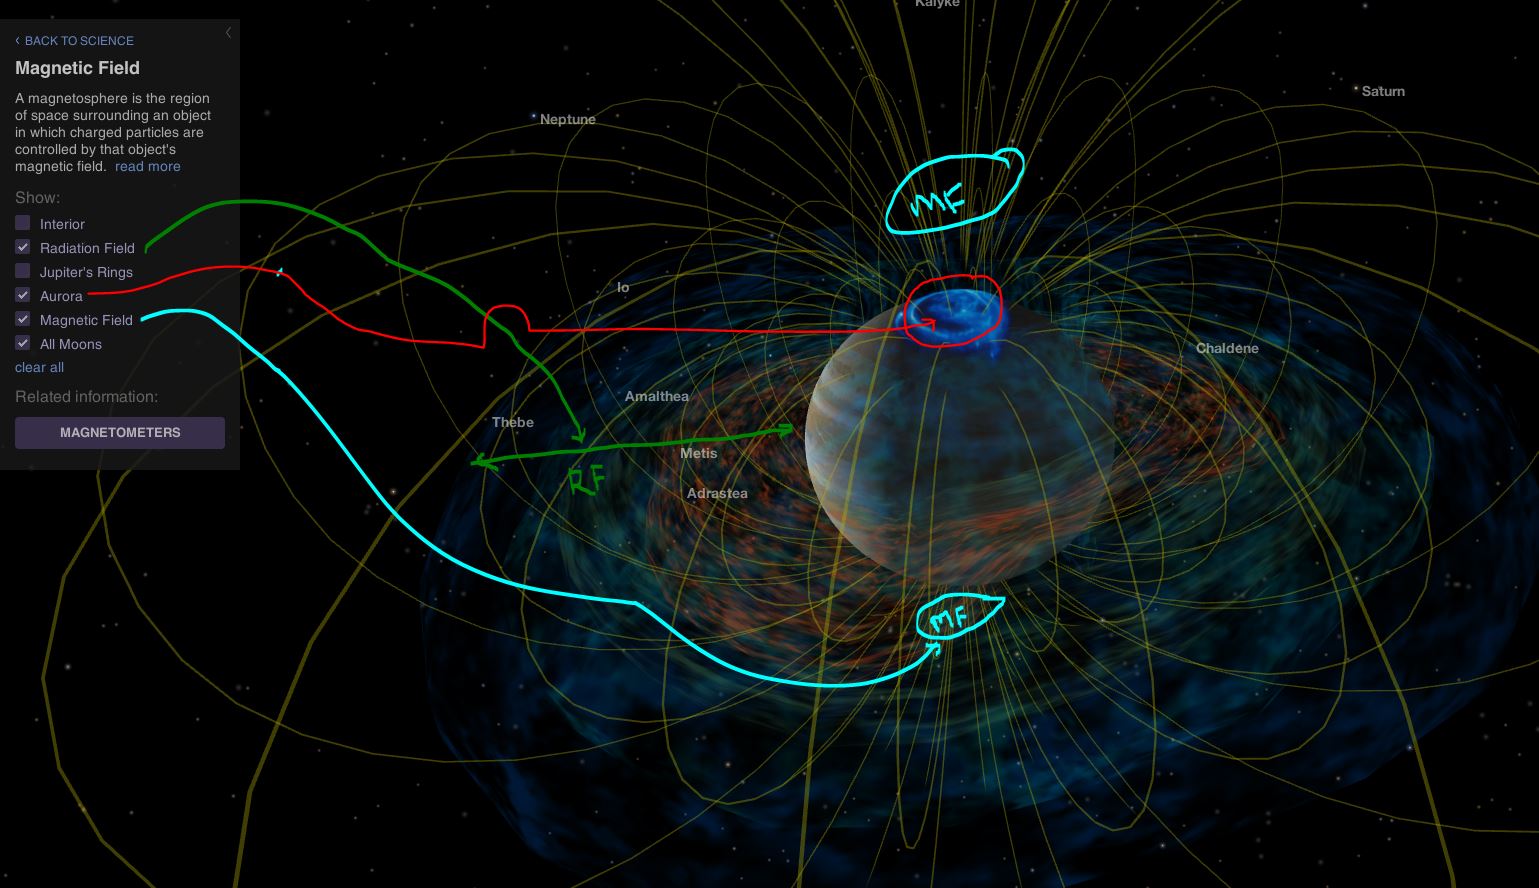 ‹ BACK TO SCIENCE
Magnetic Field
A magnetosphere is the region
of space surrounding an object
in which charged particles are
controlled by that object's
magnetic field. read more
Show:
Interior
Radiation Field
Jupiter's Rings
Aurora
Magnetic Field
All Moons
clear all
Related information:
MAGNETOMETERS
Kalyke
Saturn
Neptune
MF
Io
Chaldene
Amalthea
Thebe
Metis
RF
Adrastea
MF